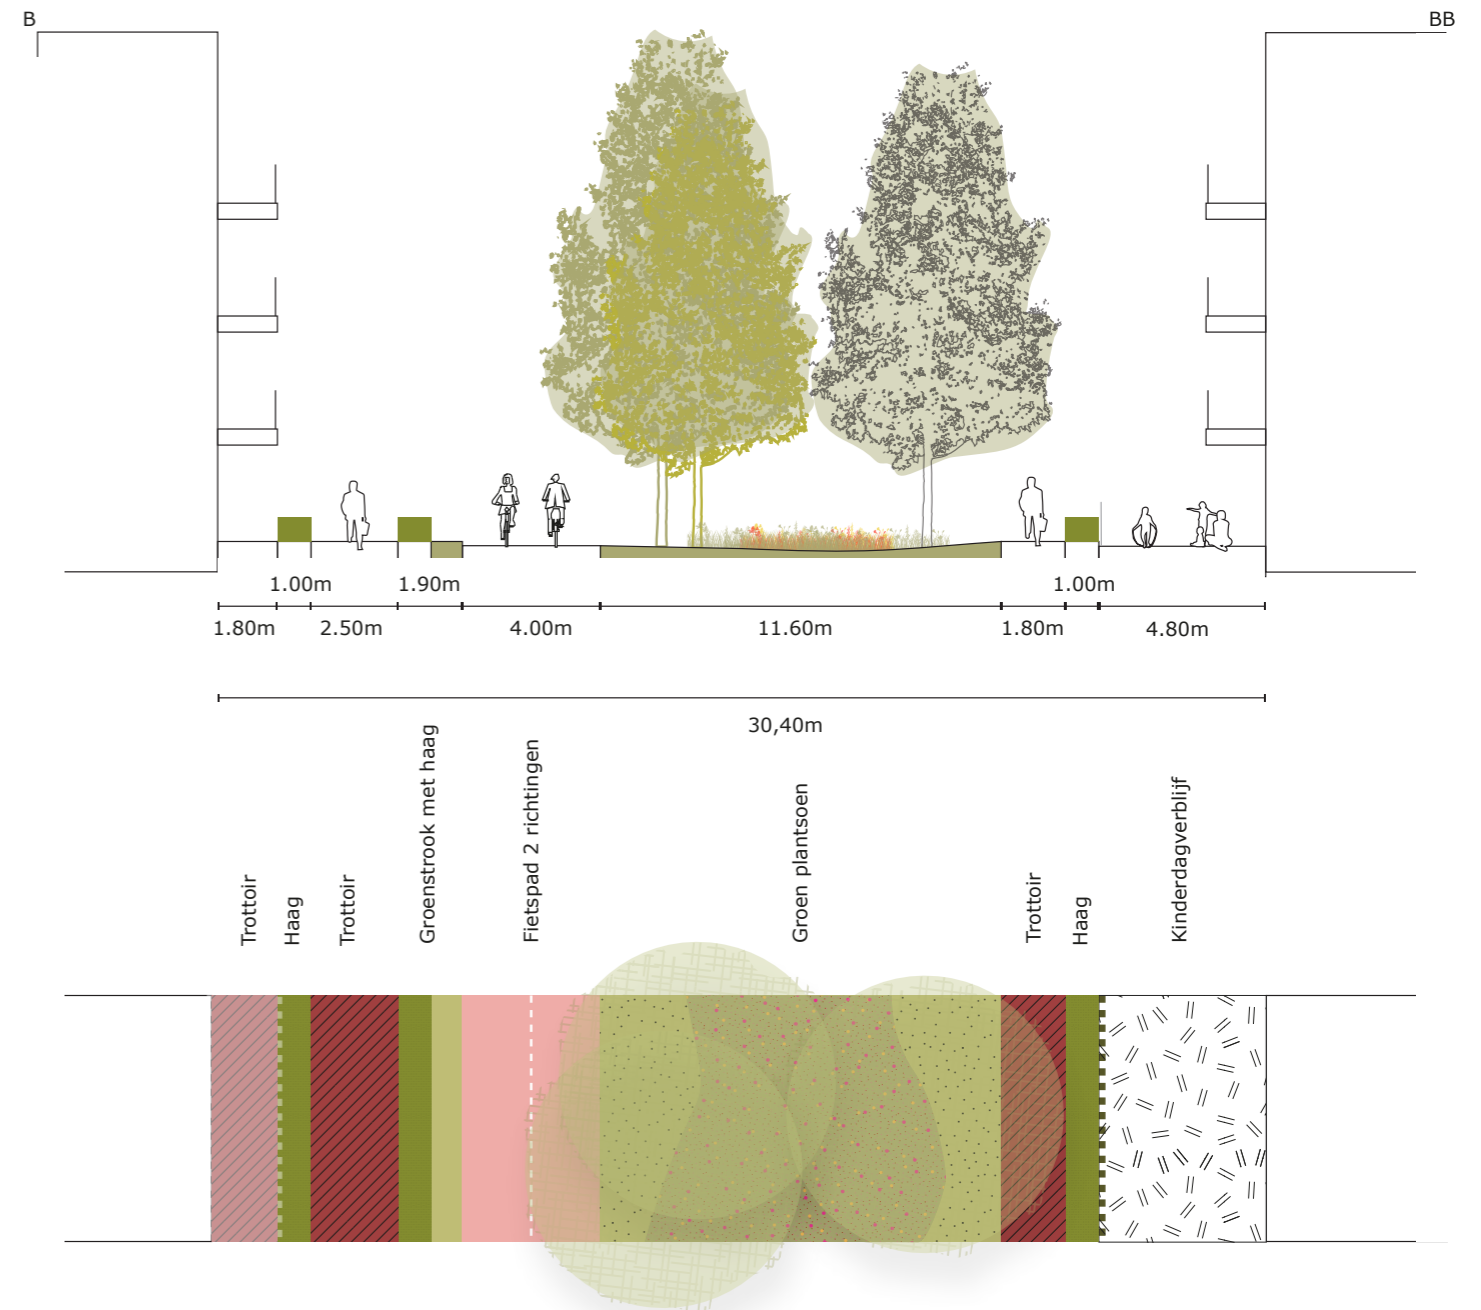 B
BB
1.00m
1.90m
1.00m
1.80m
2.50m
4.00m
11.60m
1.80m
4.80m
30,40m
Trottoir
Haag
Trottoir
Groenstrook met haag
Fietspad 2 richtingen
Groen plantsoen
Trottoir
Haag
Kinderdagverblijf